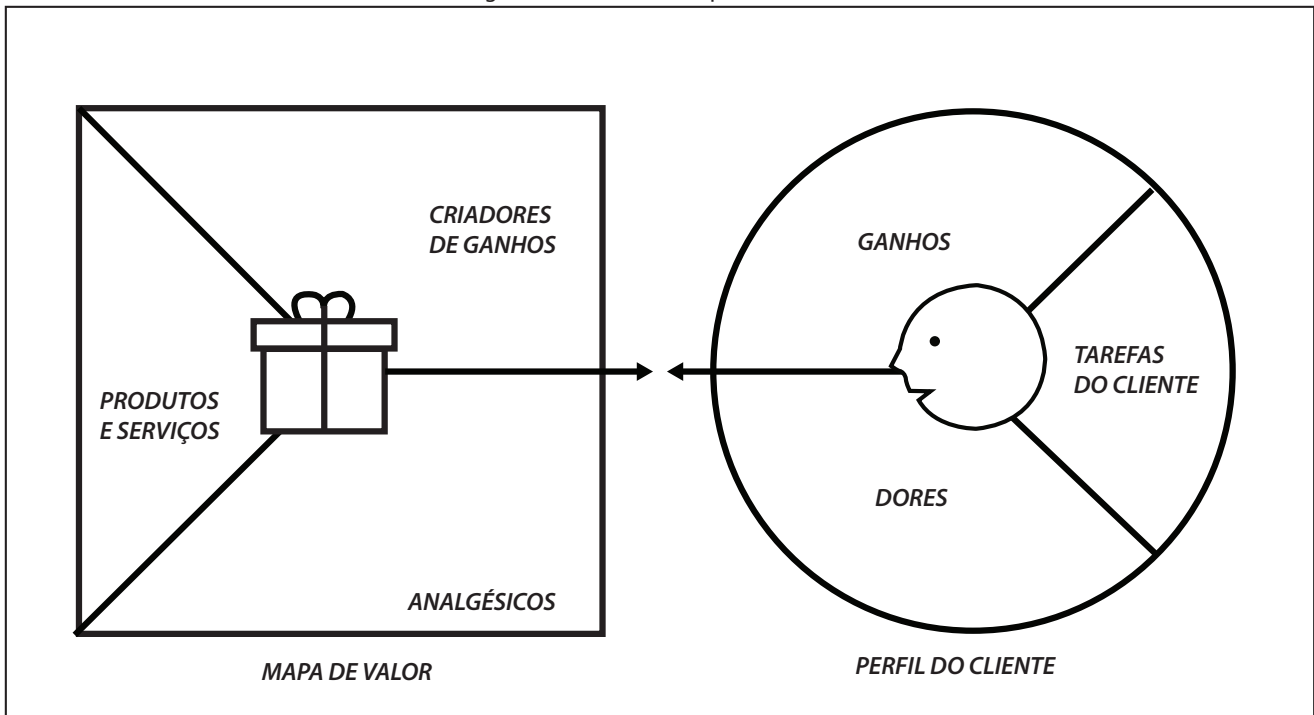 CRIADORES
DE GANHOS
PRODUTOS
E SERVIÇOS
ANALGÉSICOS
MAPA DE VALOR
GANHOS
TAREFAS
DO CLIENTE
DORES
PERFIL DO CLIENTE